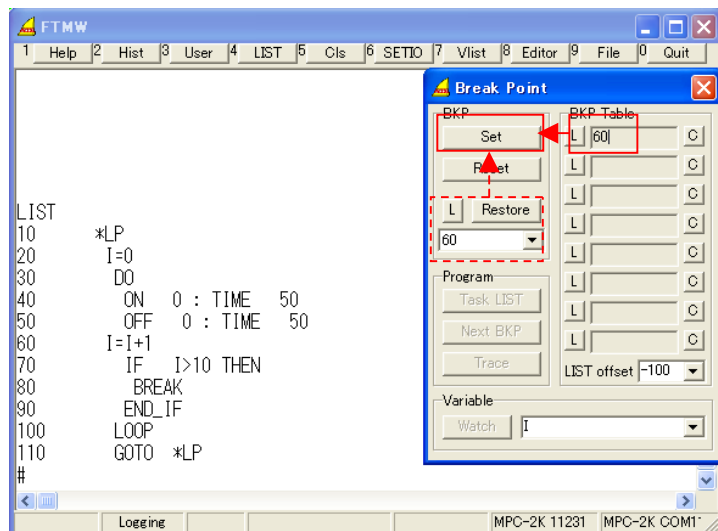 FTMW
1 Help 2 Hist 3 User 4 LIST 5 Cls 6 SETIO 7 Vlist 8 Editor 9 File 0 Quit
Break Point
BKP
Set
Reset
L Restore
60
Program
Task LIST
Next BKP
Trace
BKP Table
L 60 C
L C
L C
L C
L C
L C
L C
L C
LIST offset -100
Variable
Watch I
LIST
10 *LP
20 I=0
30 DO
40 ON 0 : TIME 50
50 OFF 0 : TIME 50
60 I=I+1
70 IF I>10 THEN
80 BREAK
90 END_IF
100 LOOP
110 GOTO *LP
#
Logging MPC-2K 11231 MPC-2K COM1